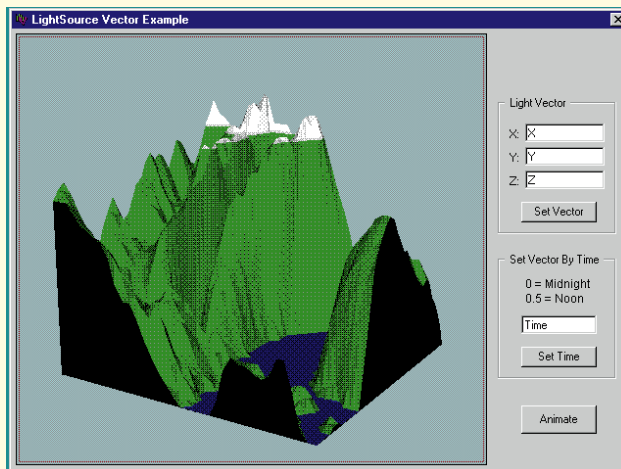 LightSource Vector Example
Light Vector
X: X
Y: Y
Z: Z
Set Vector
Set Vector By Time
0 = Midnight
0.5 = Noon
Time
Set Time
Animate